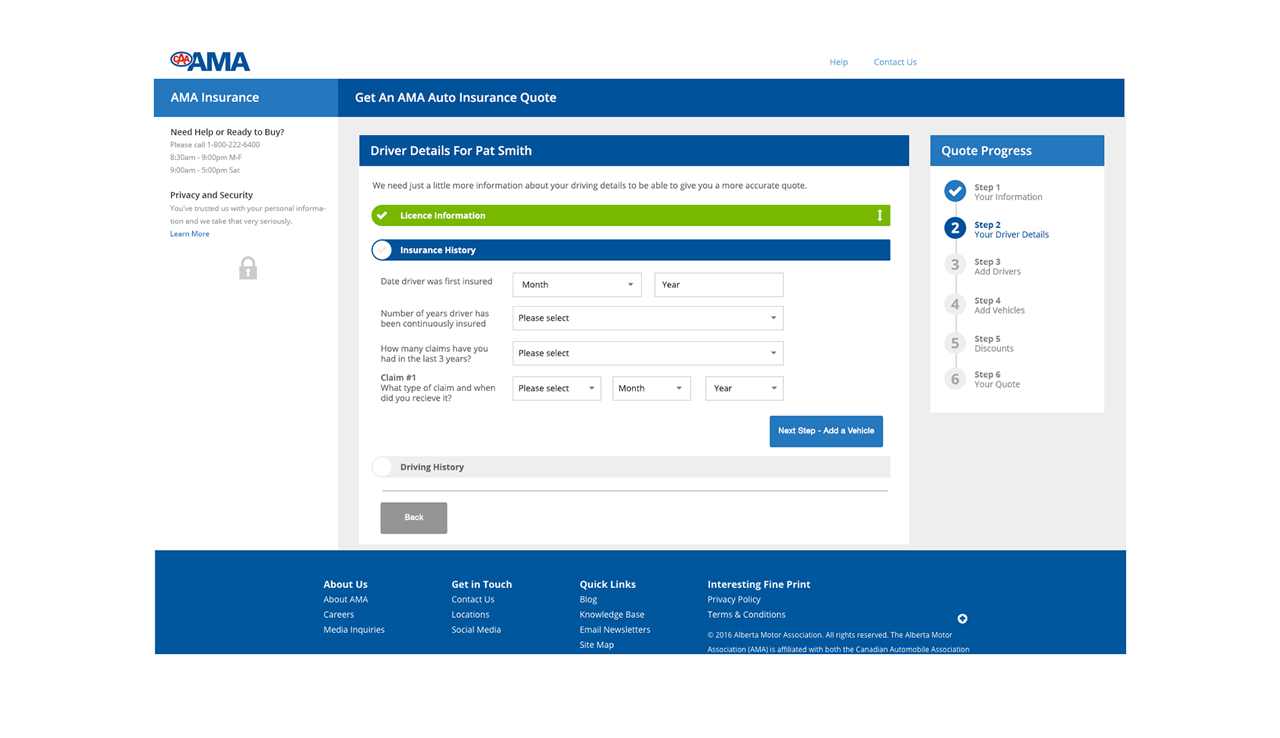 CAA AMA
Help
Contact Us
AMA Insurance
Get An AMA Auto Insurance Quote
Need Help or Ready to Buy?
Please call 1-800-222-6400
8:30am - 9:00pm M-F
9:00am - 5:00pm Sat
Privacy and Security
You've trusted us with your personal informa-
tion and we take that very seriously.
Learn More
Driver Details For Pat Smith
We need just a little more information about your driving details to be able to give you a more accurate quote.
Licence Information
Insurance History
Date driver was first insured
Month
Year
Number of years driver has
been continuously insured
Please select
How many claims have you
had in the last 3 years?
Please select
Claim #1
What type of claim and when
did you recieve it?
Please select
Month
Year
Next Step - Add a Vehicle
Driving History
Back
Quote Progress
Step 1
Your Information
2
Step 2
Your Driver Details
3
Step 3
Add Drivers
4
Step 4
Add Vehicles
5
Step 5
Discounts
6
Step 6
Your Quote
About Us
About AMA
Careers
Media Inquiries
Get in Touch
Contact Us
Locations
Social Media
Quick Links
Blog
Knowledge Base
Email Newsletters
Site Map
Interesting Fine Print
Privacy Policy
Terms & Conditions
© 2016 Alberta Motor Association. All rights reserved. The Alberta Motor
Association (AMA) is affiliated with both the Canadian Automobile Association